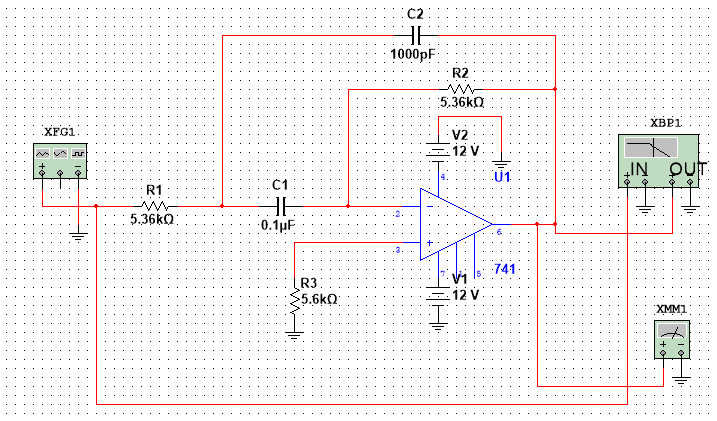 C2
1000pF
R2
5.36kΩ
XFG1
V2
12 V
XBP1
IN OUT
4
U1
R1
5.36kΩ
C1
0.1µF
2
3
6
7
5
741
R3
5.6kΩ
V1
12 V
XMM1